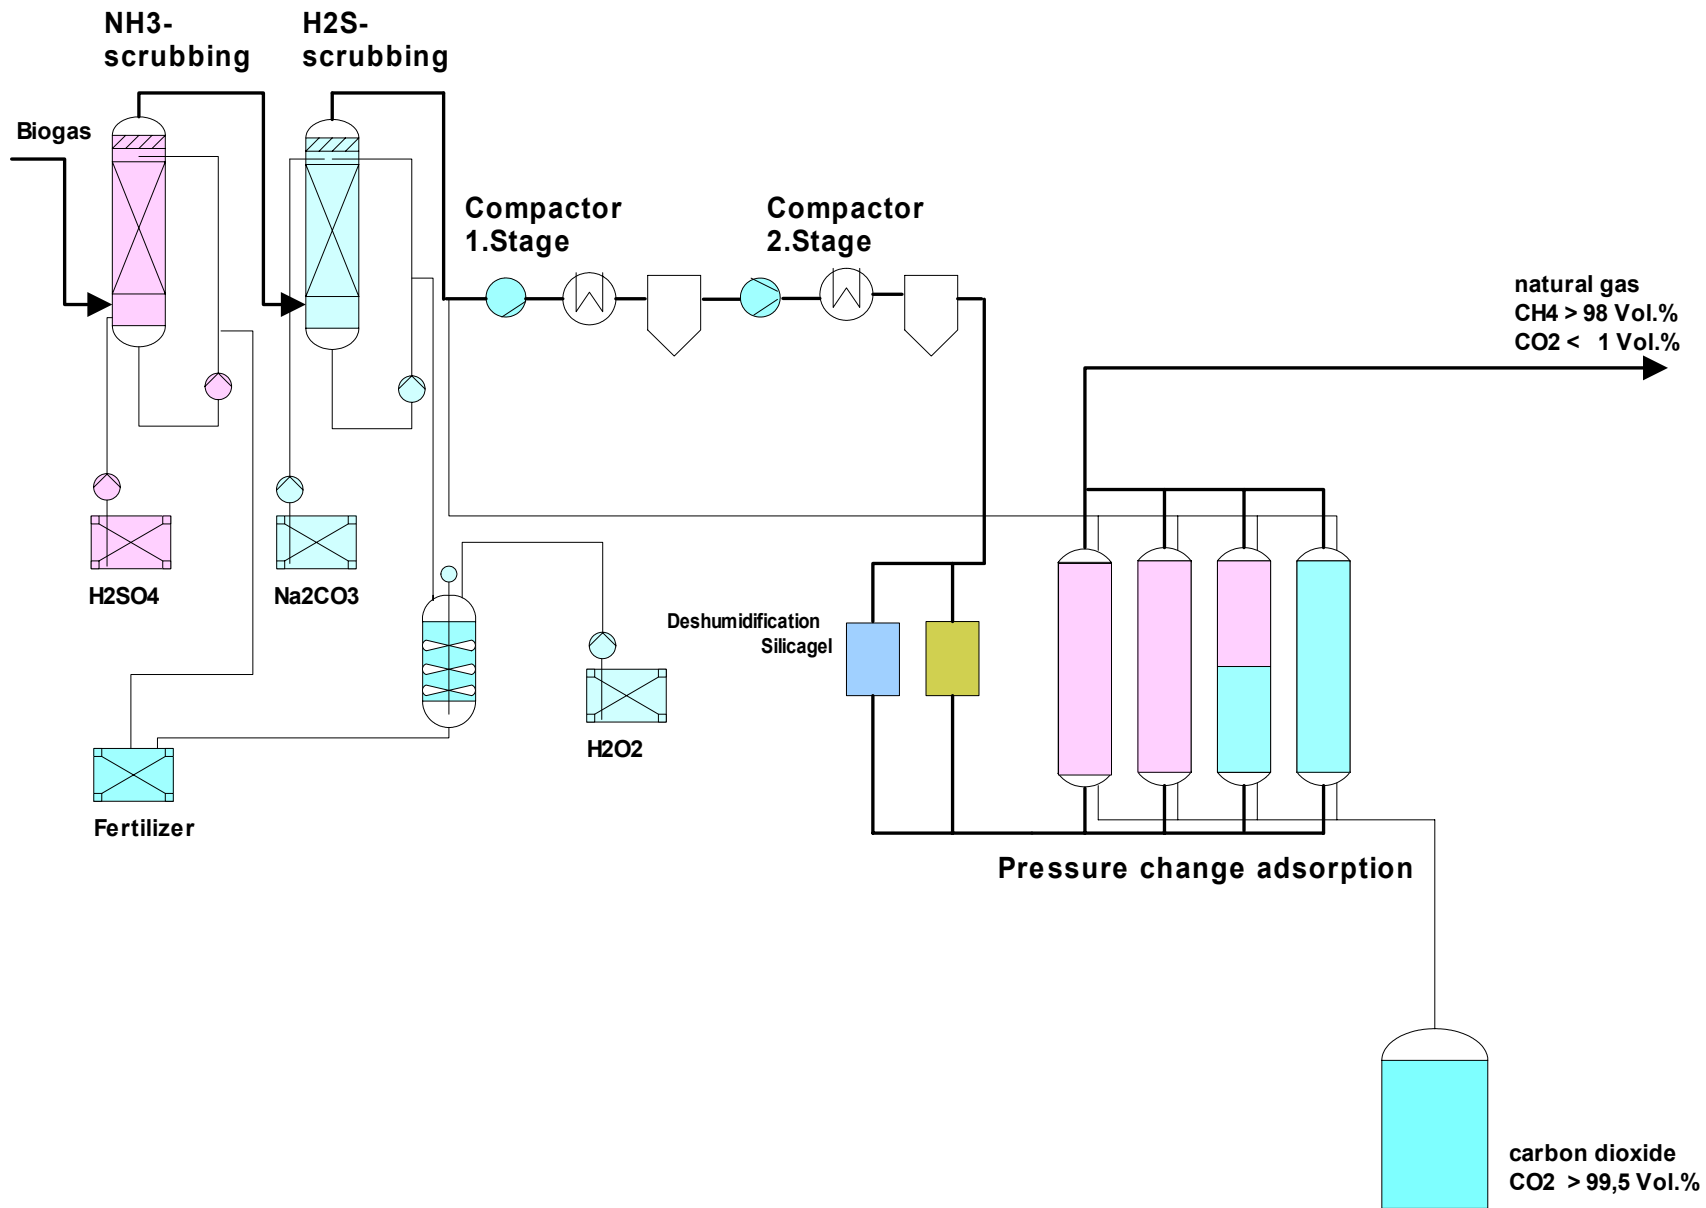 NH3-
scrubbing
H2S-
scrubbing
Biogas
Compactor
1.Stage
Compactor
2.Stage
natural gas
CH4 > 98 Vol.%
CO2 < 1 Vol.%
H2SO4
Na2CO3
Deshumidification
Silicagel
H2O2
Fertilizer
Pressure change adsorption
carbon dioxide
CO2 > 99,5 Vol.%